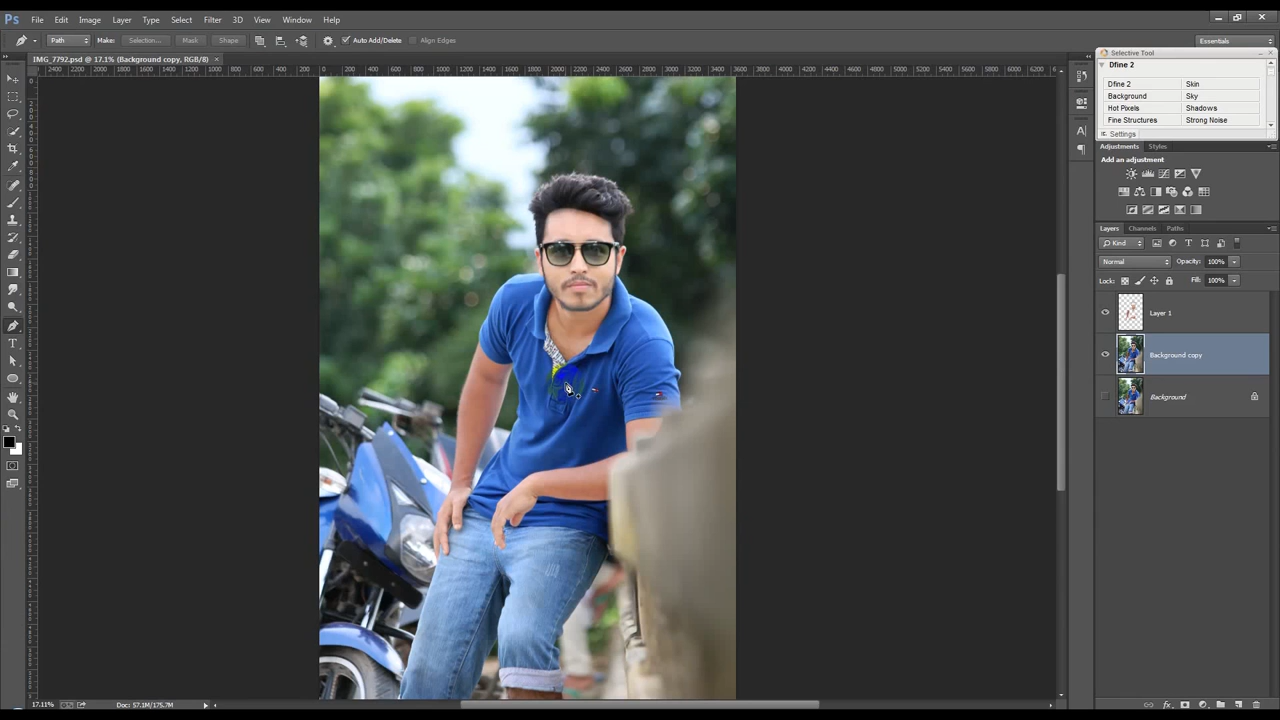 Ps File Edit Image Layer Type Select Filter 3D View Window Help
Path Make: Selection... Mask Shape Auto Add/Delete Align Edges Essentials
IMG_7792.psd @ 17.1% (Background copy, RGB/8) ×
Selective Tool
Dfine 2
Dfine 2 Skin
Background Sky
Hot Pixels Shadows
Fine Structures Strong Noise
Settings
Adjustments Styles
Add an adjustment
Layers Channels Paths
Kind
Normal Opacity: 100%
Lock: Fill: 100%
Layer 1
Background copy
Background
17.11% Doc: 57.1M/175.7M